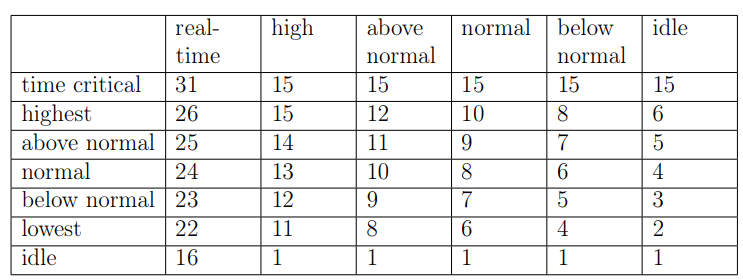 real- high above normal below idle
time normal normal
time critical 31 15 15 15 15 15
highest 26 15 12 10 8 6
above normal 25 14 11 9 7 5
normal 24 13 10 8 6 4
below normal 23 12 9 7 5 3
lowest 22 11 8 6 4 2
idle 16 1 1 1 1 1